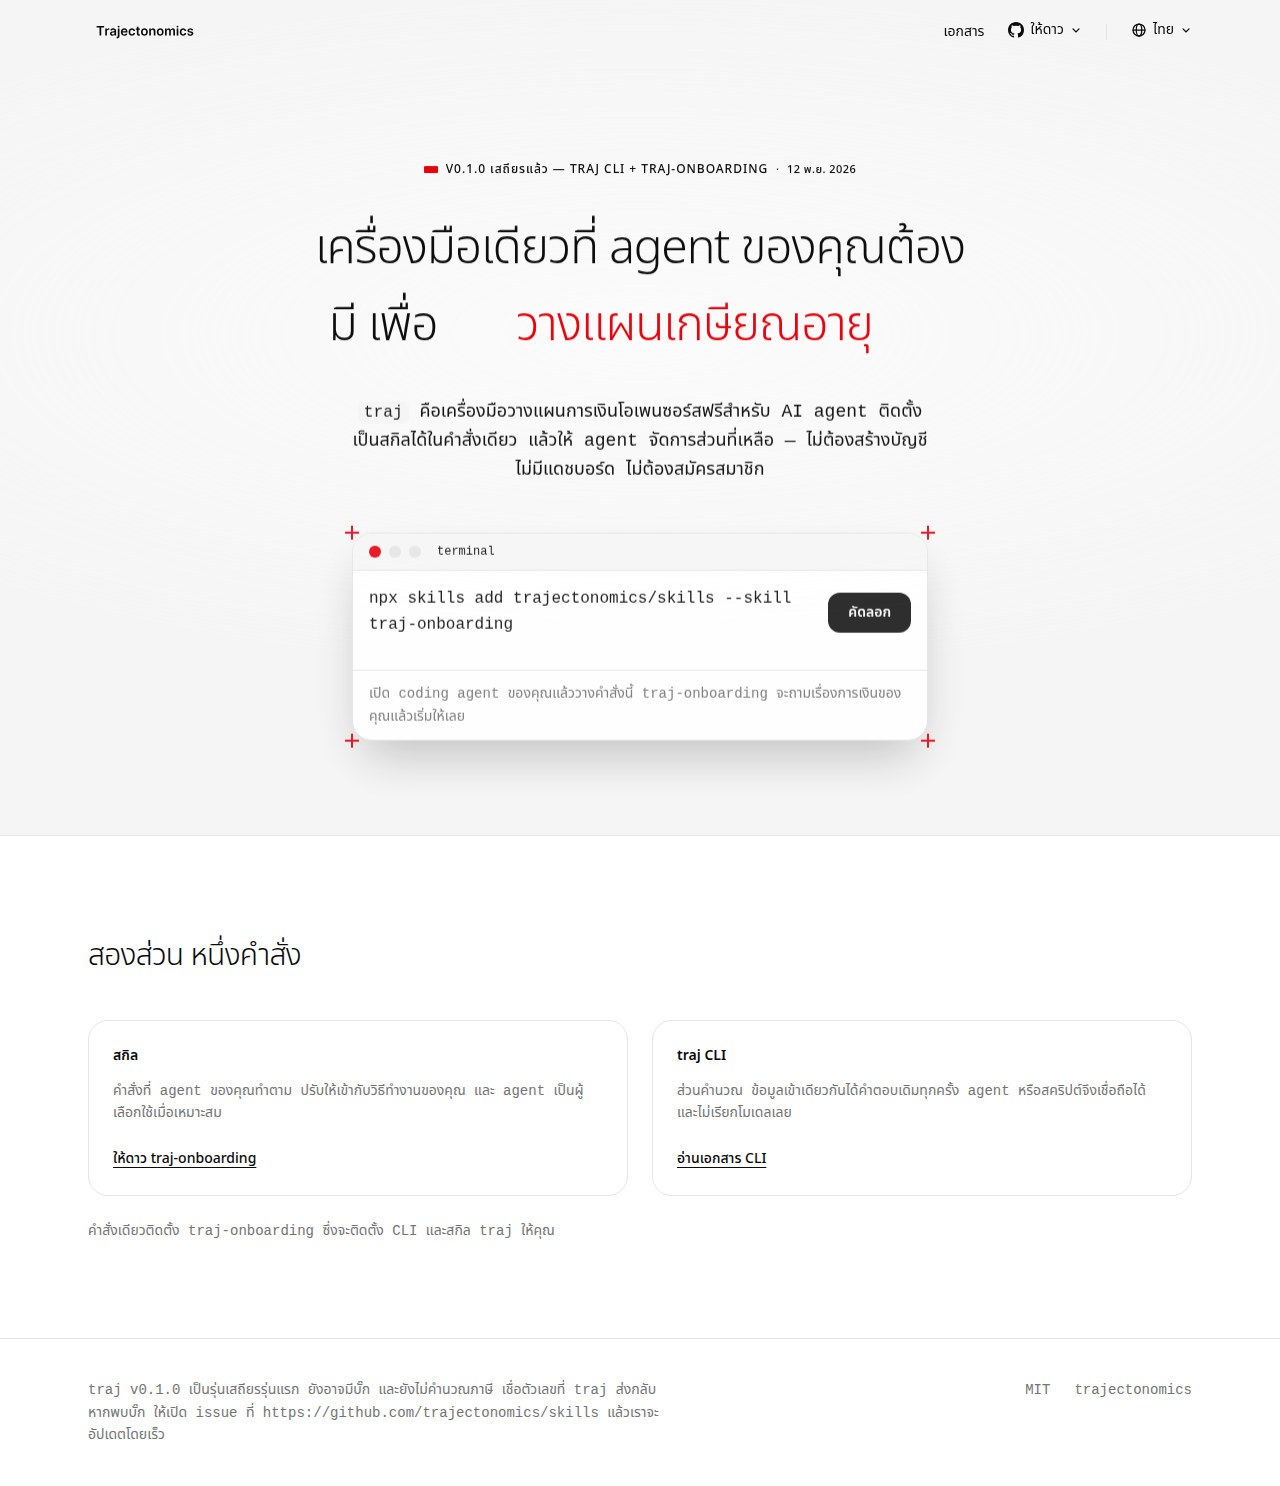 Trajectonomics
เอกสาร
ให้ดาว
ไทย
V0.1.0 เสถียรแล้ว — TRAJ CLI + TRAJ-ONBOARDING · 12 พ.ย. 2026
เครื่องมือเดียวที่ agent ของคุณต้อง
มี เพื่อ วางแผนเกษียณอายุ
traj คือเครื่องมือวางแผนการเงินโอเพนซอร์สฟรีสำหรับ AI agent ติดตั้ง
เป็นสกิลได้ในคำสั่งเดียว แล้วให้ agent จัดการส่วนที่เหลือ — ไม่ต้องสร้างบัญชี
ไม่มีแดชบอร์ด ไม่ต้องสมัครสมาชิก
terminal
npx skills add trajectonomics/skills --skill
traj-onboarding
คัดลอก
เปิด coding agent ของคุณแล้ววางคำสั่งนี้ traj-onboarding จะถามเรื่องการเงินของ
คุณแล้วเริ่มให้เลย
สองส่วน หนึ่งคำสั่ง
สกิล
คำสั่งที่ agent ของคุณทำตาม ปรับให้เข้ากับวิธีทำงานของคุณ และ agent เป็นผู้
เลือกใช้เมื่อเหมาะสม
ให้ดาว traj-onboarding
traj CLI
ส่วนคำนวณ ข้อมูลเข้าเดียวกันได้คำตอบเดิมทุกครั้ง agent หรือสคริปต์จึงเชื่อถือได้
และไม่เรียกโมเดลเลย
อ่านเอกสาร CLI
คำสั่งเดียวติดตั้ง traj-onboarding ซึ่งจะติดตั้ง CLI และสกิล traj ให้คุณ
traj v0.1.0 เป็นรุ่นเสถียรรุ่นแรก ยังอาจมีบั๊ก และยังไม่คำนวณภาษี เชื่อตัวเลขที่ traj ส่งกลับ
หากพบบั๊ก ให้เปิด issue ที่ https://github.com/trajectonomics/skills แล้วเราจะ
อัปเดตโดยเร็ว
MIT trajectonomics